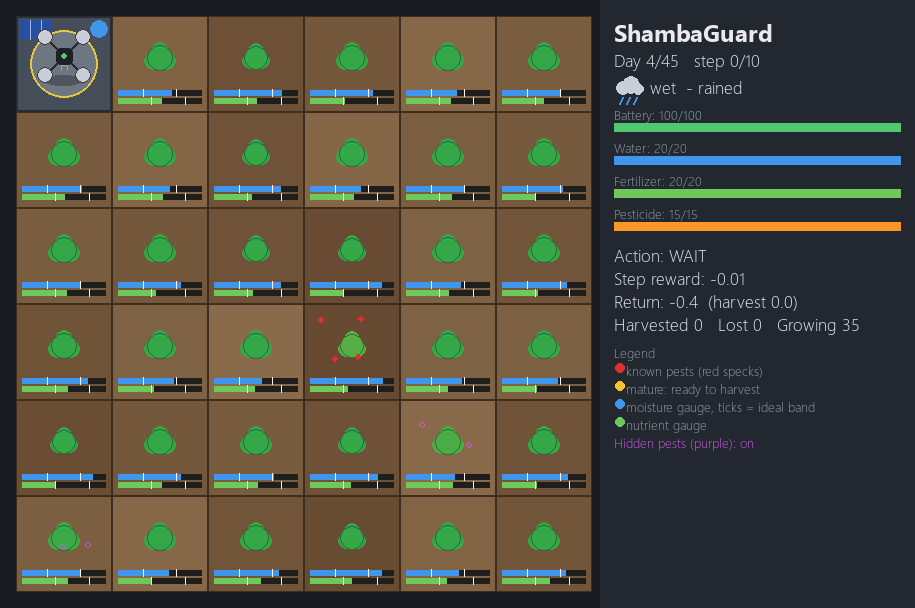 ShambaGuard
Day 4/45 step 0/10
wet - rained
Battery: 100/100
Water: 20/20
Fertilizer: 20/20
Pesticide: 15/15
Action: WAIT
Step reward: -0.01
Return: -0.4 (harvest 0.0)
Harvested 0 Lost 0 Growing 35
Legend
known pests (red specks)
mature: ready to harvest
moisture gauge, ticks = ideal band
nutrient gauge
Hidden pests (purple): on